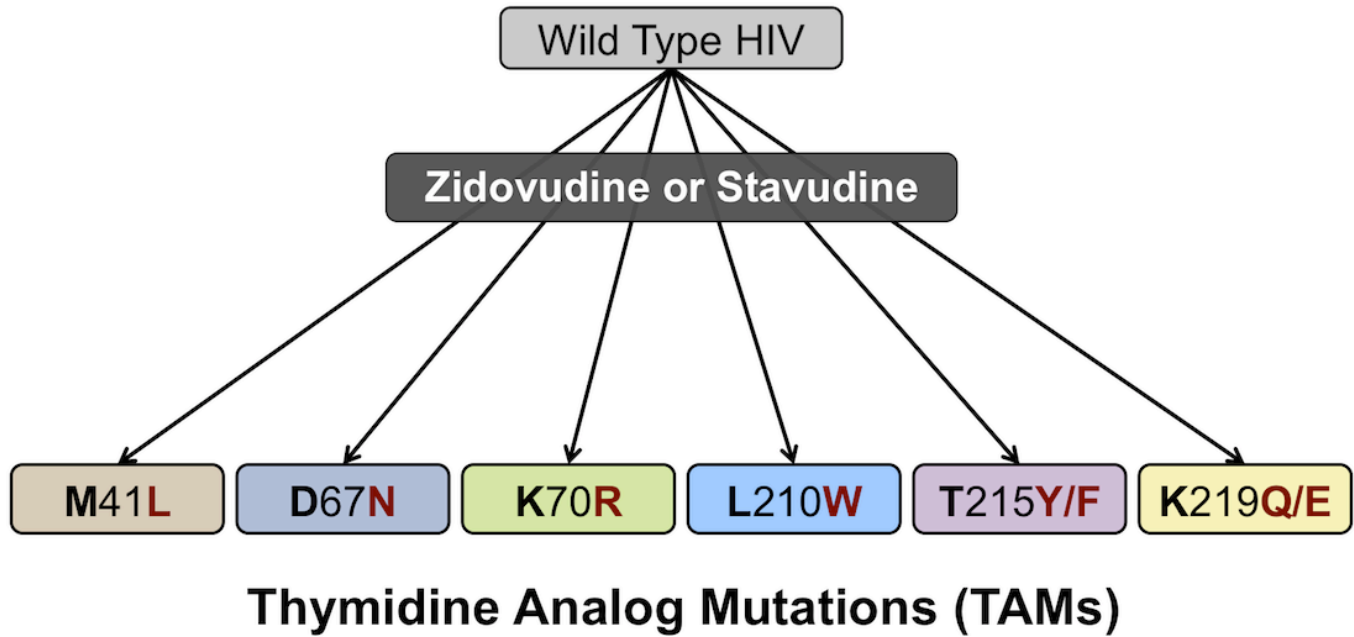 Wild Type HIV
Zidovudine or Stavudine
M41L
D67N
K70R
L210W
T215Y/F
K219Q/E
Thymidine Analog Mutations (TAMs)